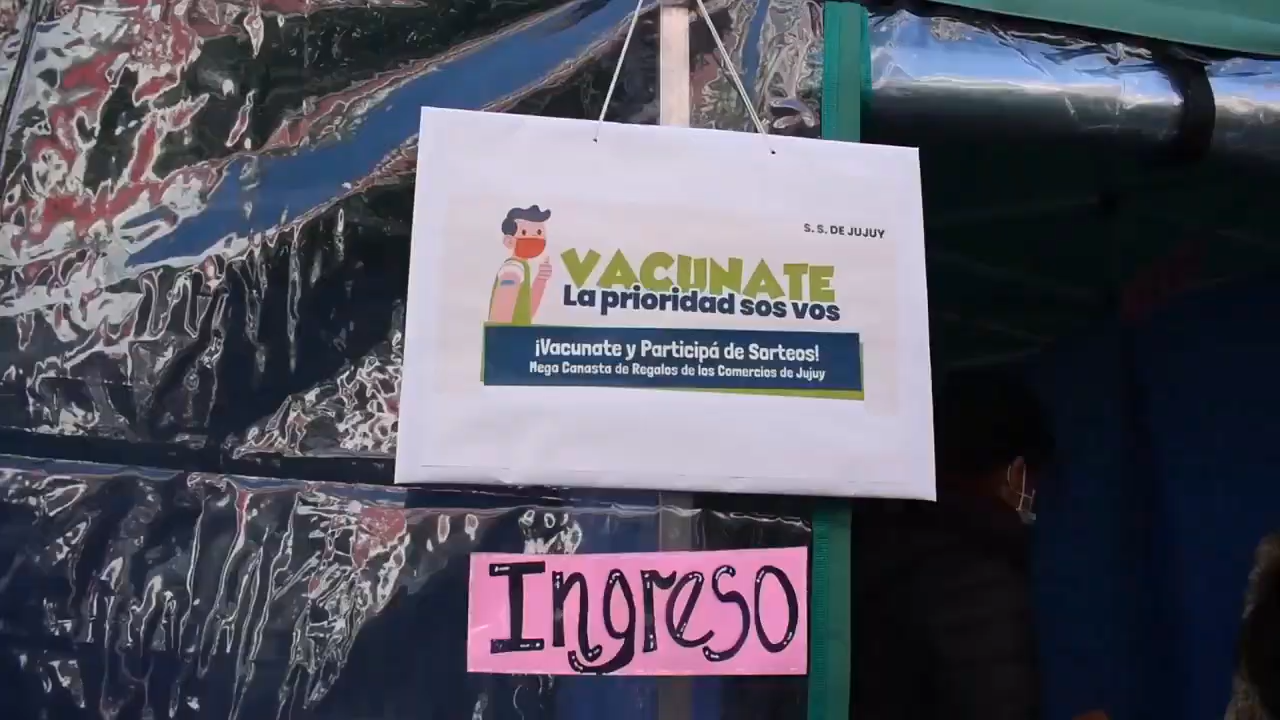 S. S. DE JUJUY
VACUNATE
La prioridad sos vos
¡Vacunate y Participá de Sorteos!
Mega Canasta de Regalos de los Comercios de Jujuy
Ingreso